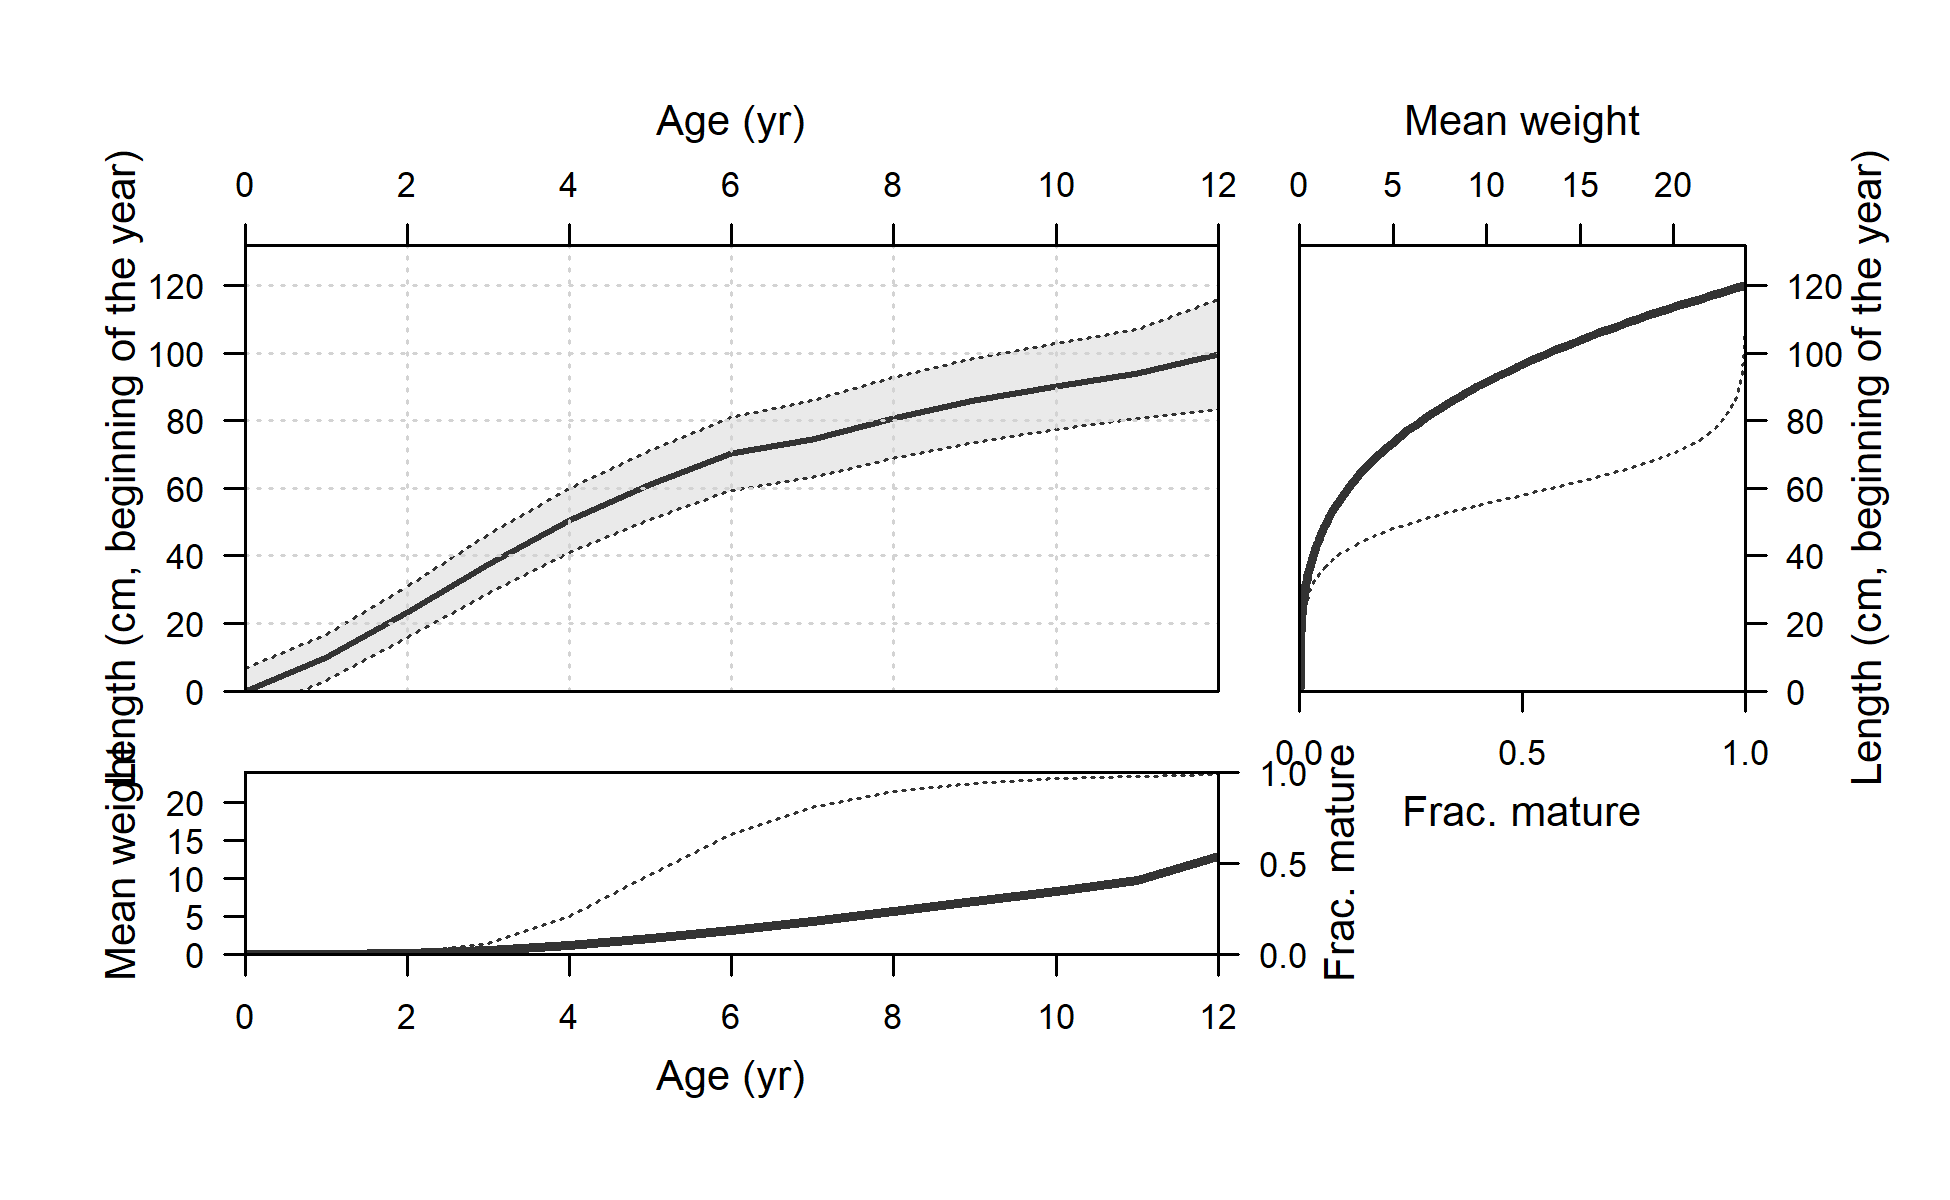 Age (yr)
0 2 4 6 8 10 12
Length (cm, beginning of the year)
120
100
80
60
40
20
0
Mean weight
0 5 10 15 20
Length (cm, beginning of the year)
120
100
80
60
40
20
0
0.0 0.5 1.0
Frac. mature
Mean weight
20
15
10
5
0
1.0
0.5
0.0
Frac. mature
0 2 4 6 8 10 12
Age (yr)